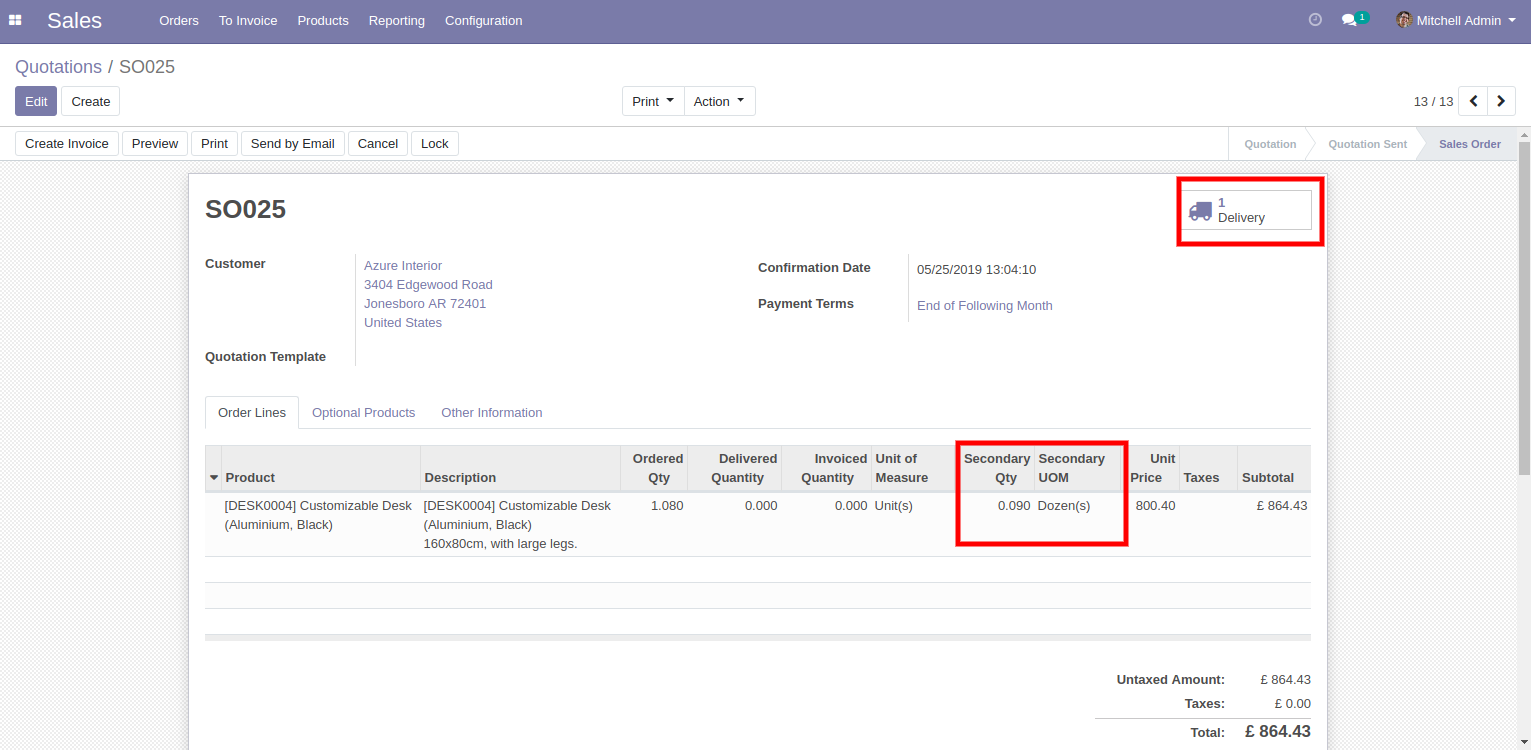 Sales Orders To Invoice Products Reporting Configuration 1 Mitchell Admin
Quotations / SO025
Edit Create Print Action 13 / 13
Create Invoice Preview Print Send by Email Cancel Lock Quotation Quotation Sent Sales Order
SO025
1
Delivery
Customer
Azure Interior
3404 Edgewood Road
Jonesboro AR 72401
United States
Confirmation Date 05/25/2019 13:04:10
Payment Terms End of Following Month
Quotation Template
Order Lines Optional Products Other Information
Ordered Delivered Invoiced Unit of Secondary Secondary Unit
Product Description Qty Quantity Quantity Measure Qty UOM Price Taxes Subtotal
[DESK0004] Customizable Desk [DESK0004] Customizable Desk 1.080 0.000 0.000 Unit(s) 0.090 Dozen(s) 800.40 £ 864.43
(Aluminium, Black) (Aluminium, Black)
160x80cm, with large legs.
Untaxed Amount: £ 864.43
Taxes: £ 0.00
Total: £ 864.43